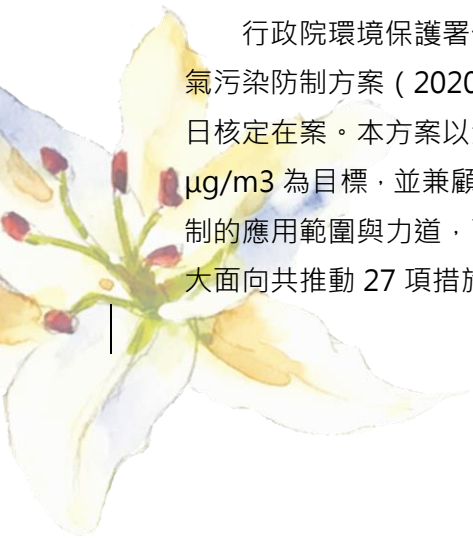 行政院環境保護署
氣污染防制方案（2020
日核定在案。本方案以
μg/m3 為目標，並兼顧
制的應用範圍與力道，
大面向共推動 27 項措